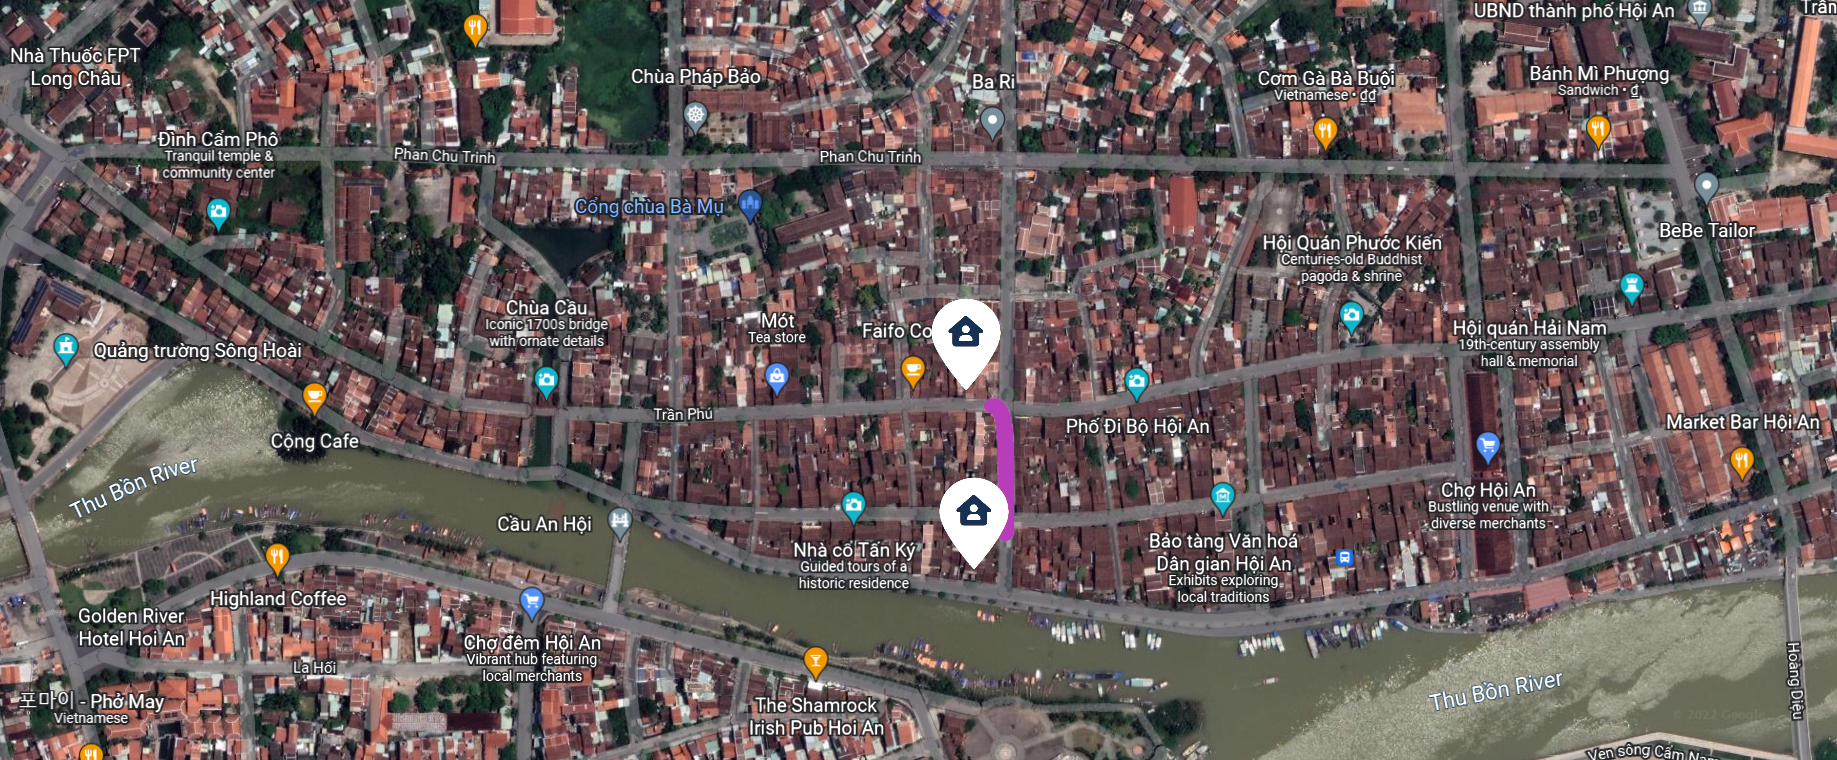 UBND thành phố Hội An
Nhà Thuốc FPT
Long Châu
Chùa Pháp Bảo
Ba Ri
Cơm Gà Bà Buội
Vietnamese • ₫₫
Bánh Mì Phượng
Sandwich • ₫
Đình Cẩm Phô
Tranquil temple &
community center
Phan Chu Trinh
Phan Chu Trinh
Cổng chùa Bà Mụ
BeBe Tailor
Hội Quán Phước Kiến
Centuries-old Buddhist
pagoda & shrine
Chùa Cầu
Iconic 1700s bridge
with ornate details
Mót
Tea store
Faifo Co
Hội quán Hải Nam
19th-century assembly
hall & memorial
Quảng trường Sông Hoài
Trần Phú
Phố Đi Bộ Hội An
Market Bar Hội An
Cộng Cafe
Thu Bồn River
Chợ Hội An
Bustling venue with
diverse merchants
Cầu An Hội
Nhà cổ Tấn Ký
Guided tours of a
historic residence
Bảo tàng Văn hoá
Dân gian Hội An
Exhibits exploring
local traditions
Highland Coffee
Golden River
Hotel Hoi An
Chợ đêm Hội An
Vibrant hub featuring
local merchants
La Hối
Hoàng Diệu
포마이 - Phở May
Vietnamese
The Shamrock
Irish Pub Hoi An
Thu Bồn River
Ven sông Cẩm Nam